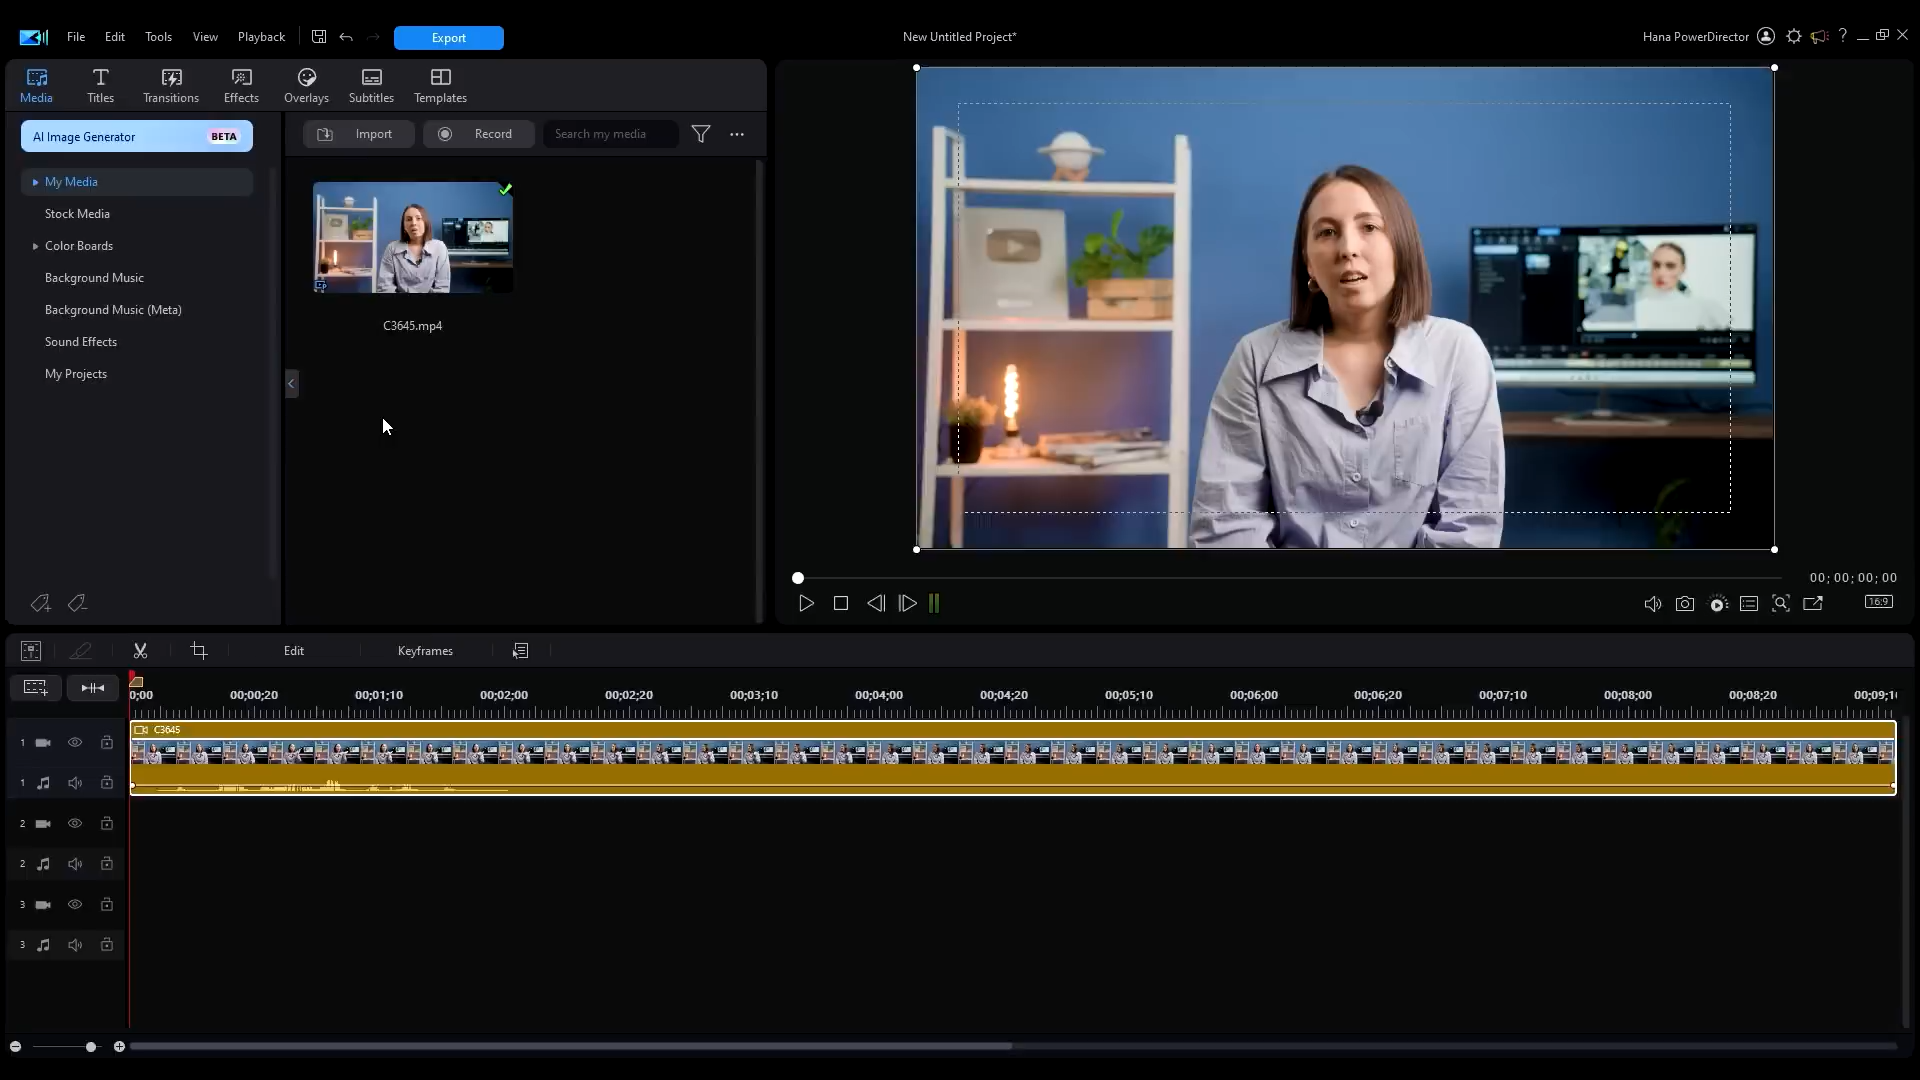 File Edit Tools View Playback Export New Untitled Project* Hana PowerDirector ?
Media Titles Transitions Effects Overlays Subtitles Templates
AI Image Generator BETA
Import Record Search my media
My Media
Stock Media
Color Boards
Background Music
Background Music (Meta)
Sound Effects
My Projects
C3645.mp4
00;00;00;00
16:9
Edit Keyframes
0;00 00;00;20 00;01;10 00;02;00 00;02;20 00;03;10 00;04;00 00;04;20 00;05;10 00;06;00 00;06;20 00;07;10 00;08;00 00;08;20 00;09;1
C3645
1
1
2
2
3
3